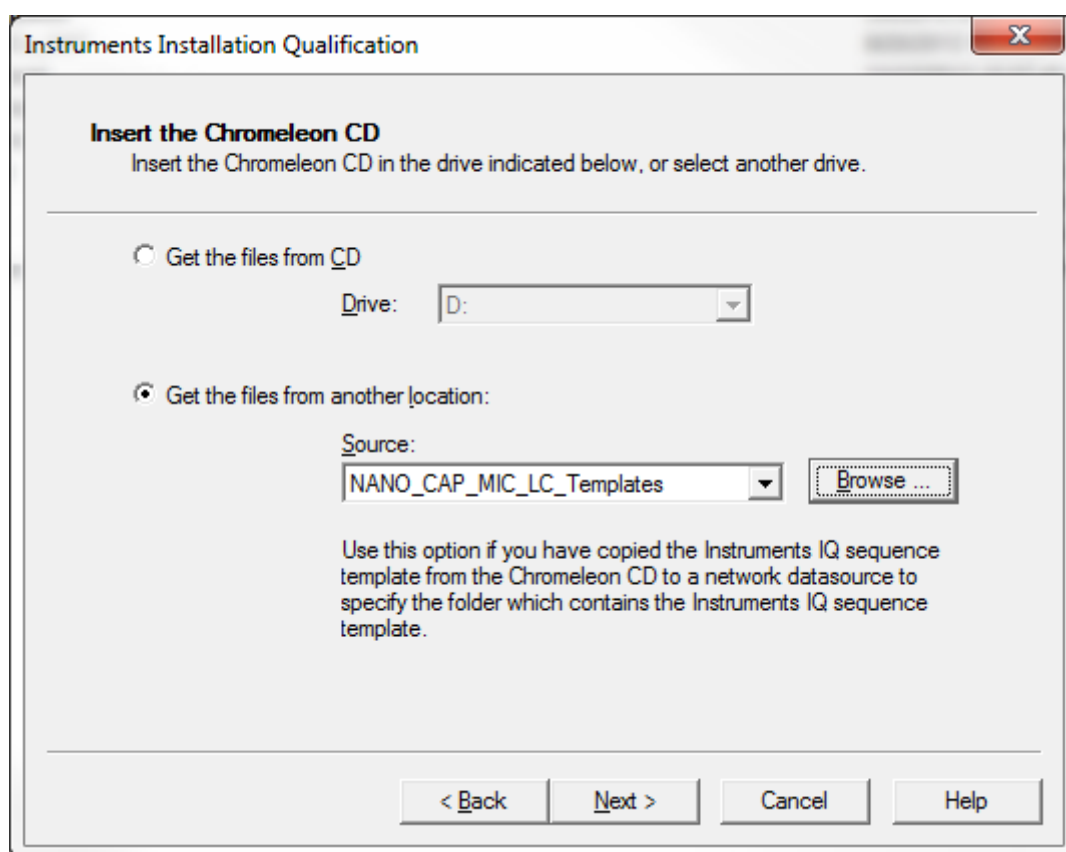 Instruments Installation Qualification
Insert the Chromeleon CD
Insert the Chromeleon CD in the drive indicated below, or select another drive.
Get the files from CD
Drive:
D:
Get the files from another location:
Source:
NANO_CAP_MIC_LC_Templates
Browse ...
Use this option if you have copied the Instruments IQ sequence
template from the Chromeleon CD to a network datasource to
specify the folder which contains the Instruments IQ sequence
template.
< Back
Next >
Cancel
Help